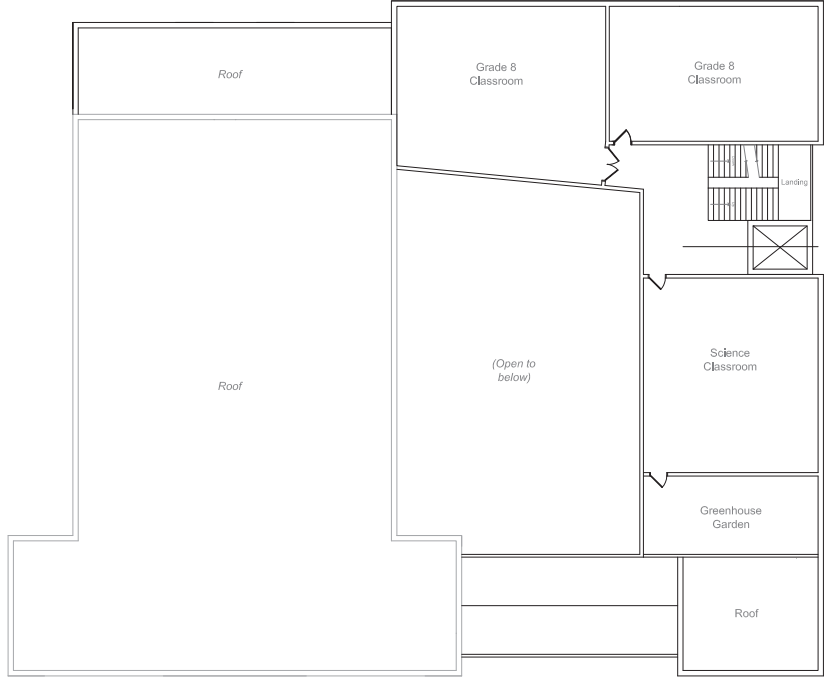 Roof
Grade 8
Classroom
Grade 8
Classroom
Landing
Roof
(Open to
below)
Science
Classroom
Greenhouse
Garden
Roof